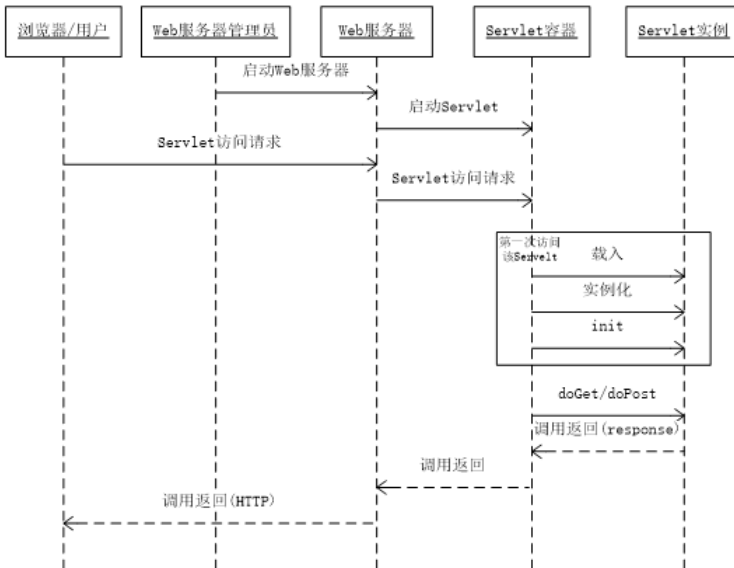 浏览器/用户
Web服务器管理员
Web服务器
Servlet容器
Servlet实例
启动Web服务器
启动Servlet
Servlet访问请求
Servlet访问请求
第一次访问
该Servelt
载入
实例化
init
doGet/doPost
调用返回(response)
调用返回
调用返回(HTTP)